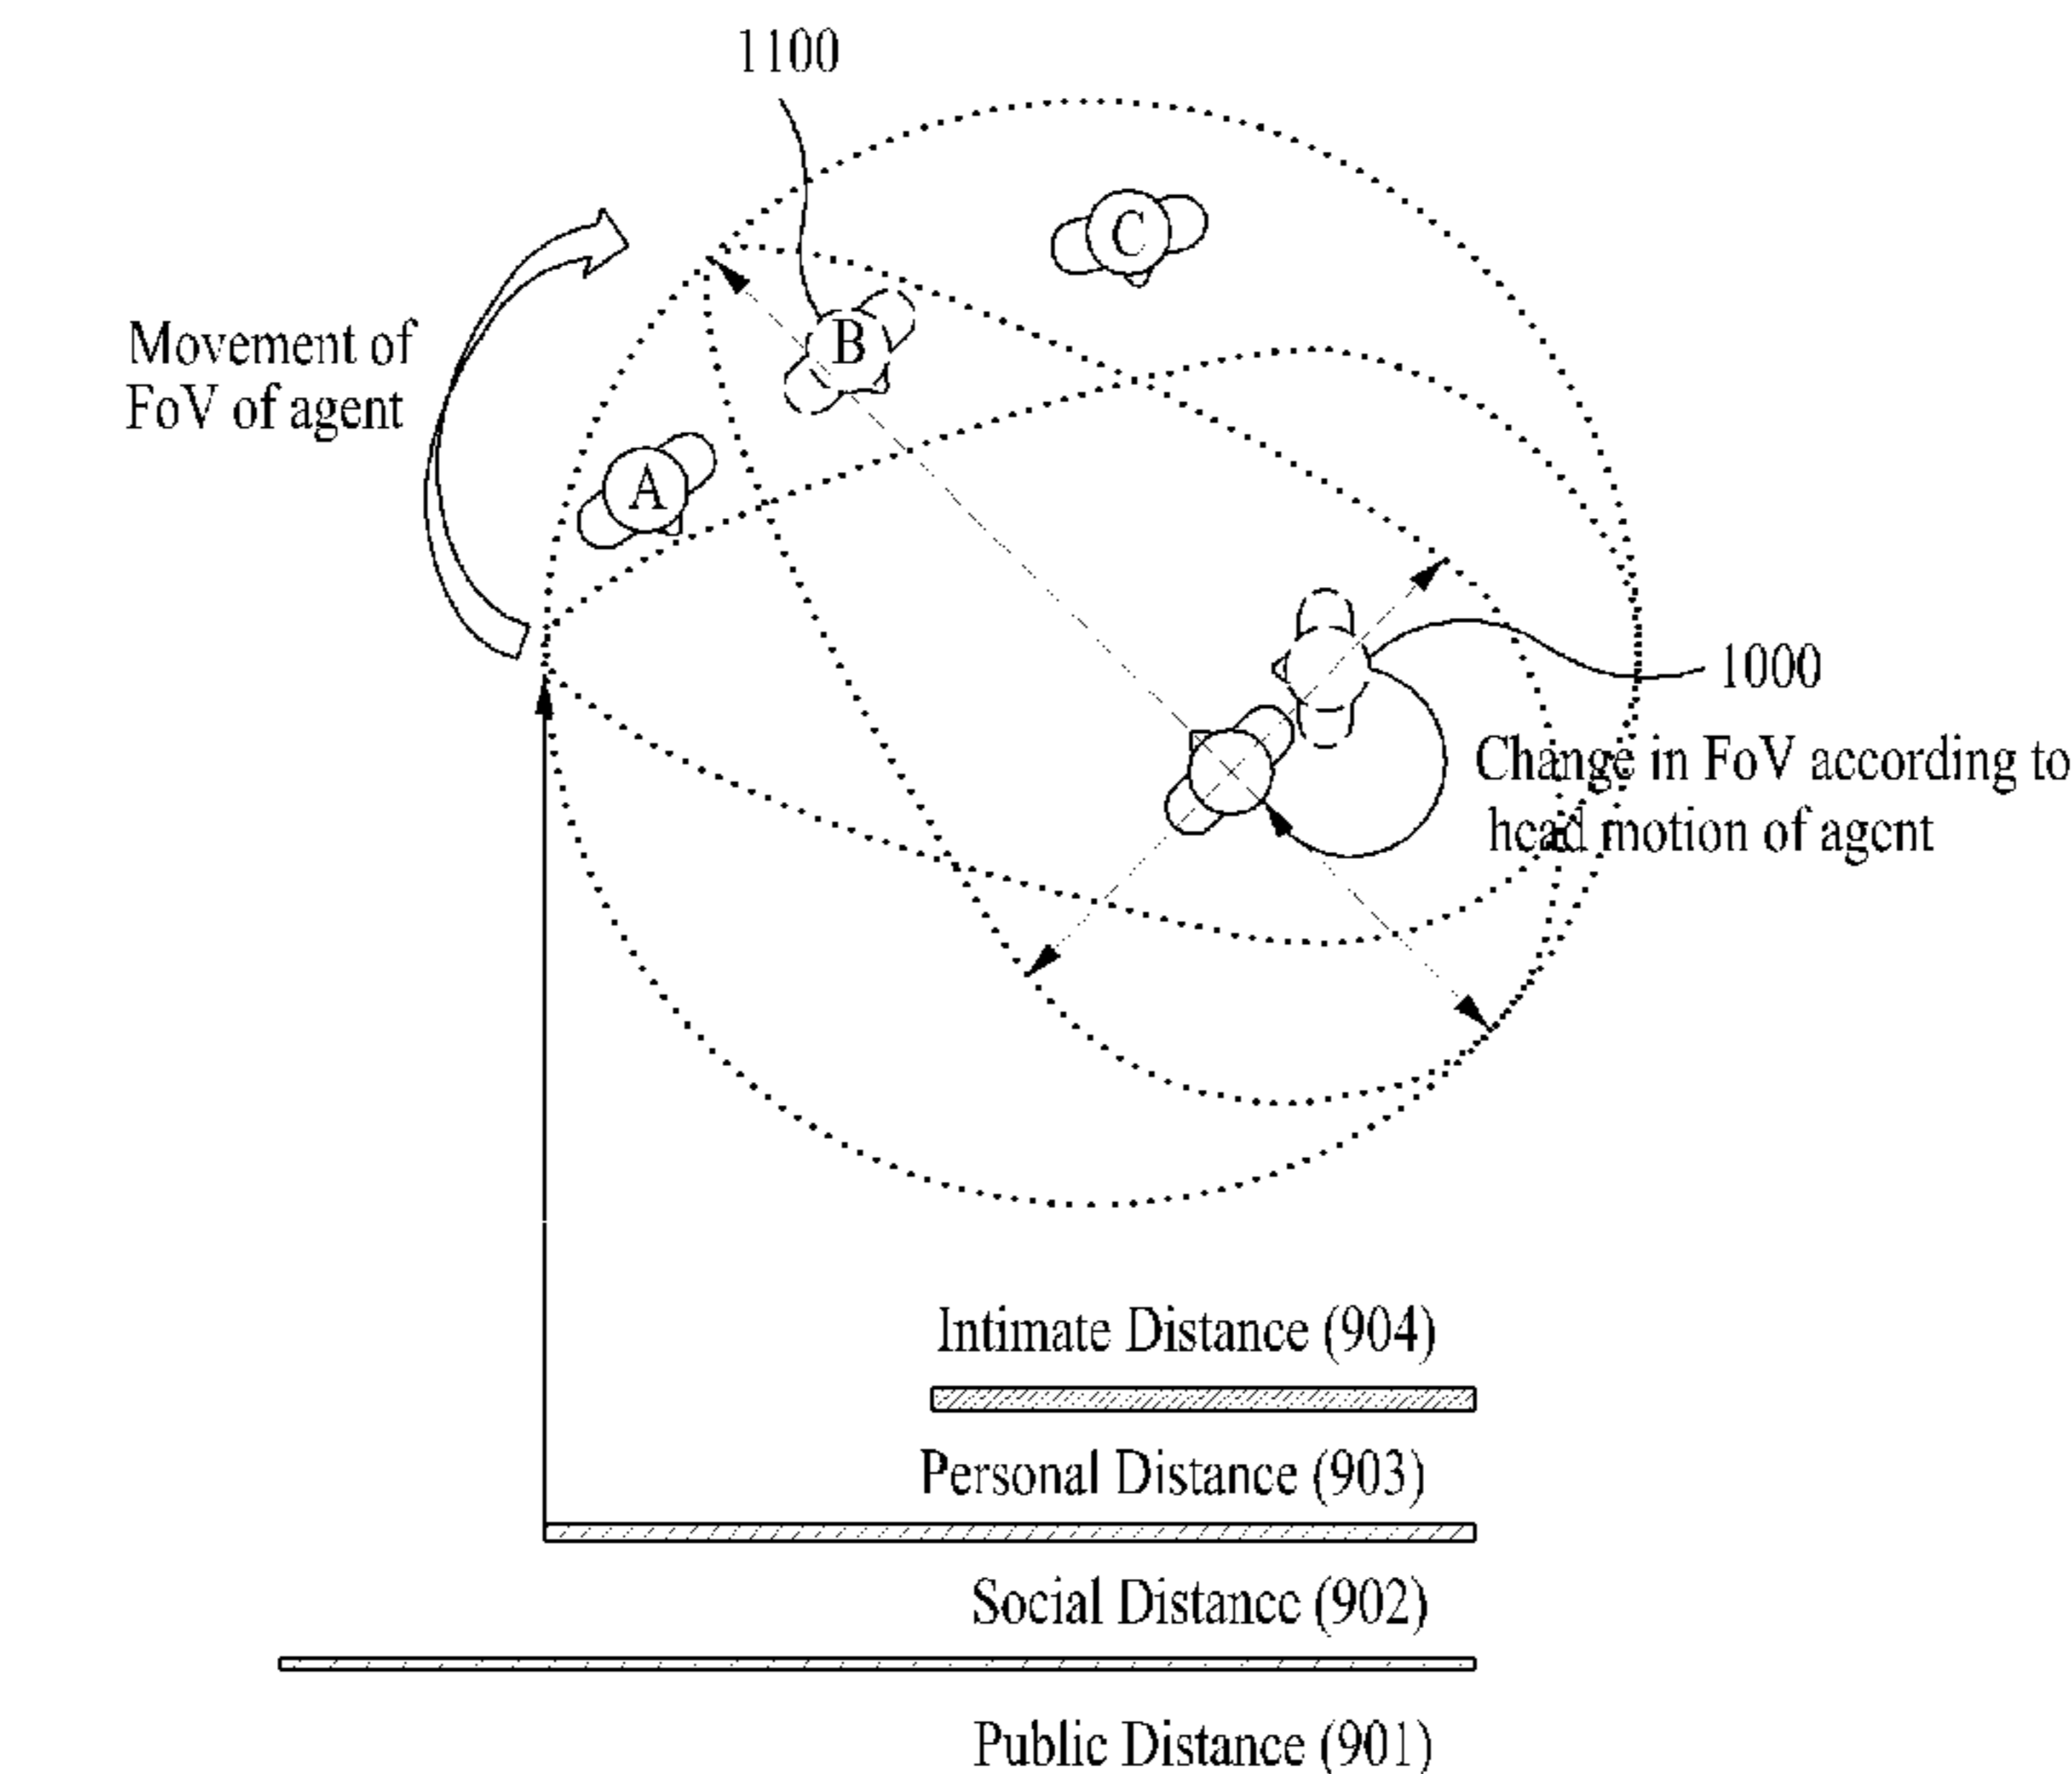 1100
C
B
Movement of
FoV of agent
A
1000
Change in FoV according to
head motion of agent
Intimate Distance (904)
Personal Distance (903)
Social Distance (902)
Public Distance (901)